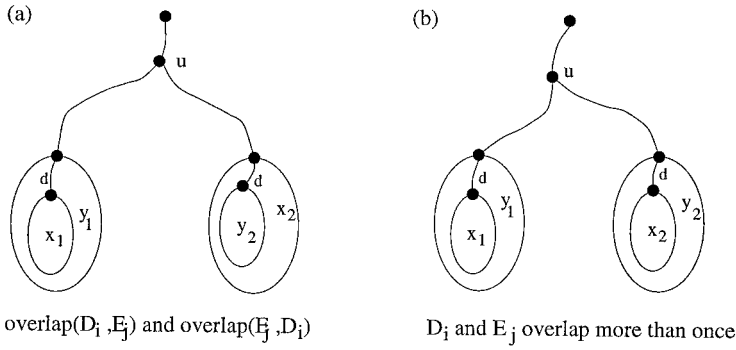 (a)
u
d
x1
y1
d
y2
x2
overlap(Di ,Ej) and overlap(Ej ,Di)
(b)
u
d
x1
y1
d
x2
y2
Di and Ej overlap more than once